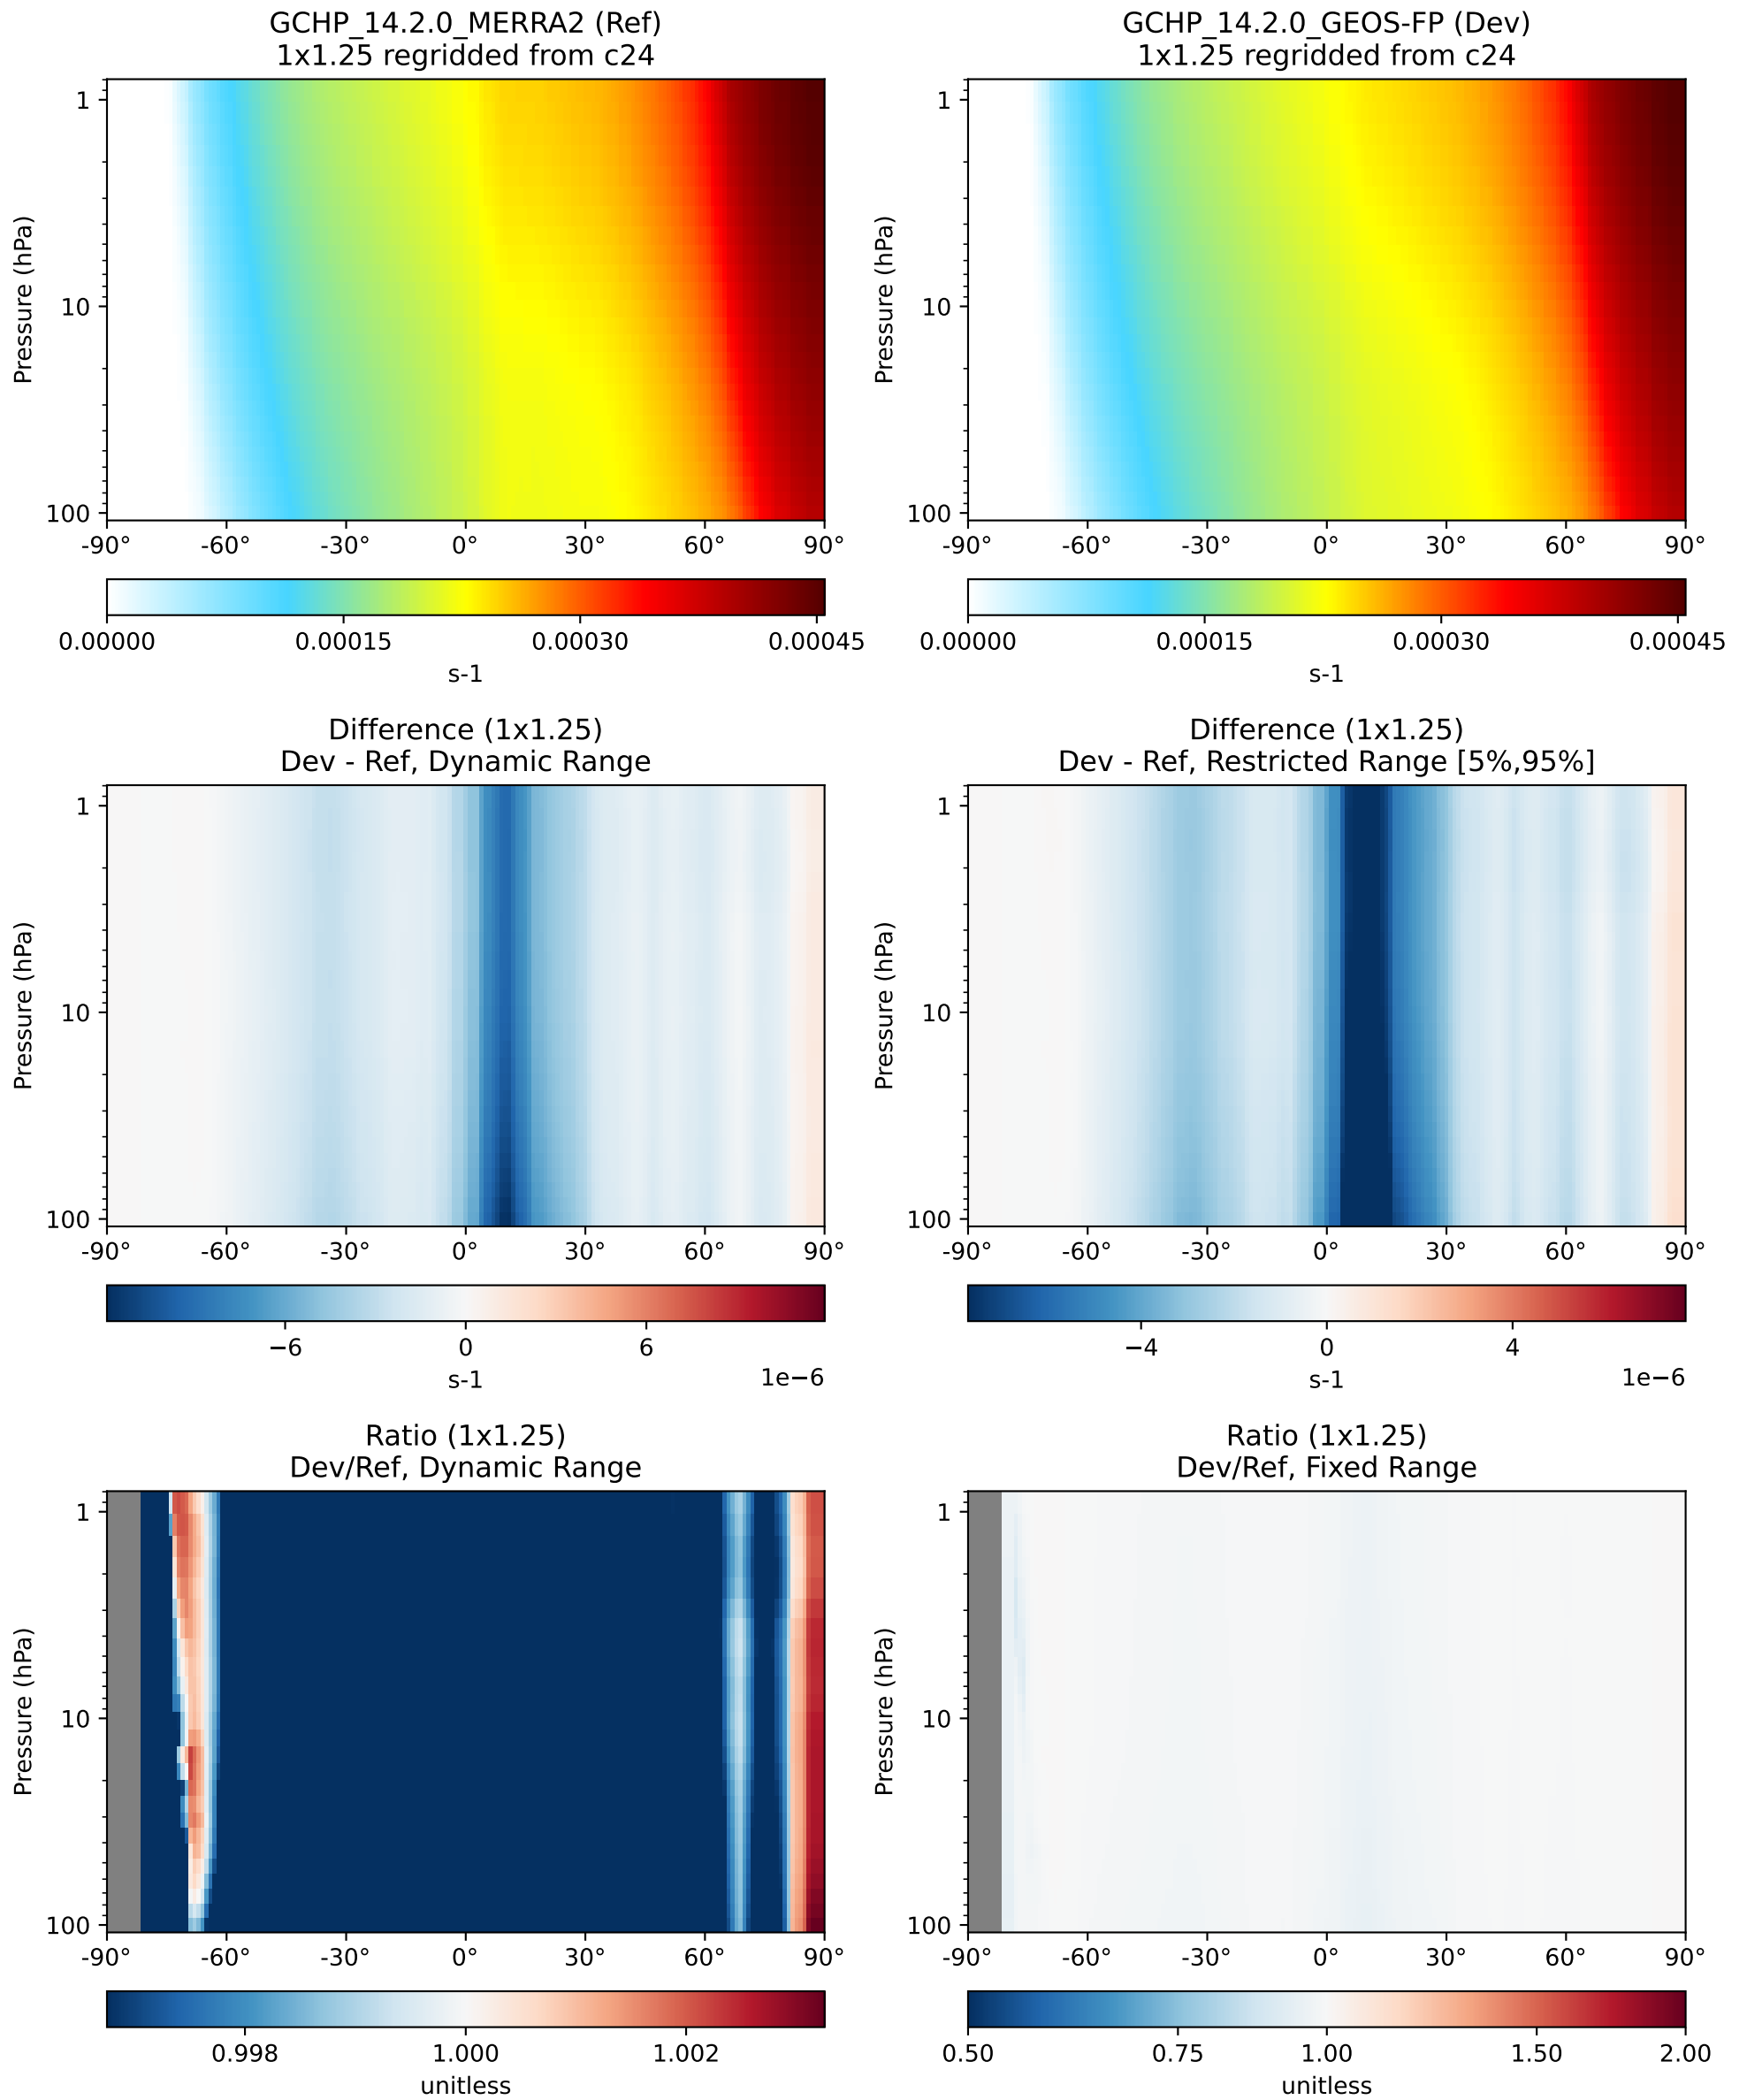 GCHP_14.2.0_MERRA2 (Ref)
1x1.25 regridded from c24
Pressure (hPa)
1
10
100
-90° -60° -30° 0° 30° 60° 90°
0.00000 0.00015 0.00030 0.00045
s-1
GCHP_14.2.0_GEOS-FP (Dev)
1x1.25 regridded from c24
Pressure (hPa)
1
10
100
-90° -60° -30° 0° 30° 60° 90°
0.00000 0.00015 0.00030 0.00045
s-1
Difference (1x1.25)
Dev - Ref, Dynamic Range
Pressure (hPa)
1
10
100
-90° -60° -30° 0° 30° 60° 90°
−6 0 6
s-1
1e−6
Difference (1x1.25)
Dev - Ref, Restricted Range [5%,95%]
Pressure (hPa)
1
10
100
-90° -60° -30° 0° 30° 60° 90°
−4 0 4
s-1
1e−6
Ratio (1x1.25)
Dev/Ref, Dynamic Range
Pressure (hPa)
1
10
100
-90° -60° -30° 0° 30° 60° 90°
0.998 1.000 1.002
unitless
Ratio (1x1.25)
Dev/Ref, Fixed Range
Pressure (hPa)
1
10
100
-90° -60° -30° 0° 30° 60° 90°
0.50 0.75 1.00 1.50 2.00
unitless